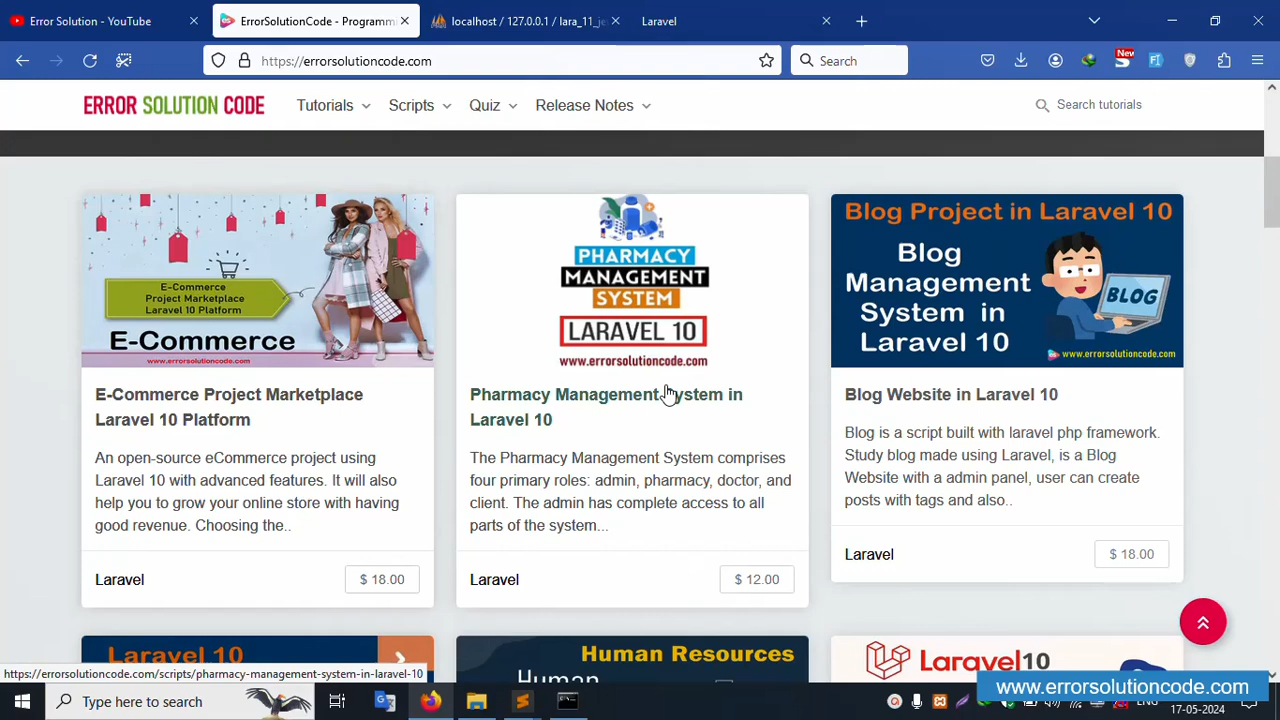 Error Solution - YouTube
ErrorSolutionCode - Programmi
localhost / 127.0.0.1 / lara_11_je
Laravel
https://errorsolutioncode.com
Search
New
ERROR SOLUTION CODE
Tutorials
Scripts
Quiz
Release Notes
Search tutorials
E-Commerce
Project Marketplace
Laravel 10 Platform
E-Commerce
www.errorsolutioncode.com
E-Commerce Project Marketplace
Laravel 10 Platform
An open-source eCommerce project using
Laravel 10 with advanced features. It will also
help you to grow your online store with having
good revenue. Choosing the..
Laravel
$ 18.00
PHARMACY
MANAGEMENT
SYSTEM
LARAVEL 10
www.errorsolutioncode.com
Pharmacy Management System in
Laravel 10
The Pharmacy Management System comprises
four primary roles: admin, pharmacy, doctor, and
client. The admin has complete access to all
parts of the system...
Laravel
$ 12.00
Blog Project in Laravel 10
Blog
Management
System in
Laravel 10
BLOG
www.errorsolutioncode.com
Blog Website in Laravel 10
Blog is a script built with laravel php framework.
Study blog made using Laravel, is a Blog
Website with a admin panel, user can create
posts with tags and also..
Laravel
$ 18.00
Laravel 10
Human Resources
Human
Laravel10
https://errorsolutioncode.com/scripts/pharmacy-management-system-in-laravel-10
Type here to search
www.errorsolutioncode.com
17-05-2024